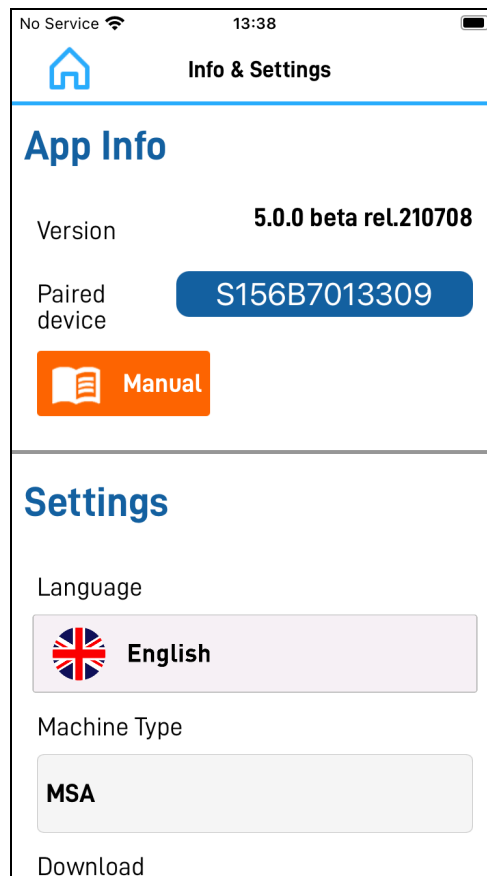 No Service 13:38
Info & Settings
App Info
Version 5.0.0 beta rel.210708
Paired
device
S156B7013309
Manual
Settings
Language
English
Machine Type
MSA
Download